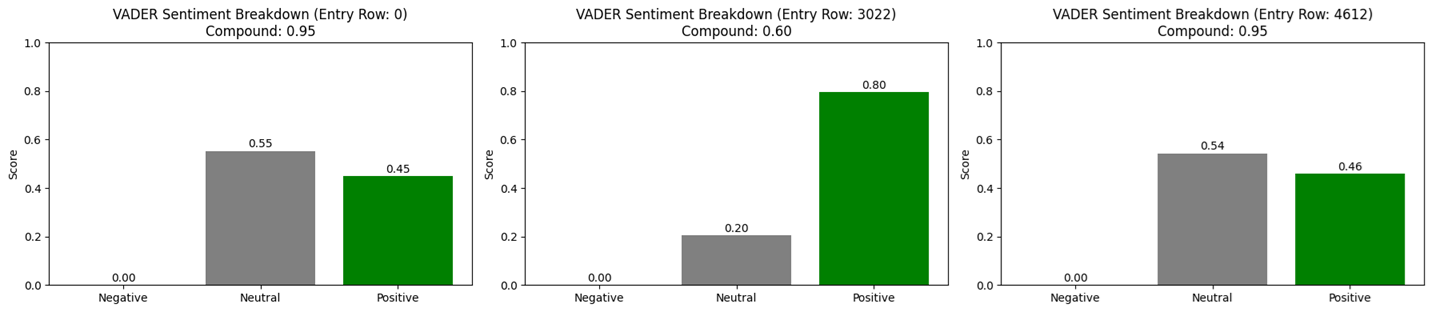 VADER Sentiment Breakdown (Entry Row: 0)
Compound: 0.95
1.0
0.8
0.6
0.4
0.2
0.0
Score
0.00
0.55
0.45
Negative
Neutral
Positive
VADER Sentiment Breakdown (Entry Row: 3022)
Compound: 0.60
1.0
0.8
0.6
0.4
0.2
0.0
Score
0.00
0.20
0.80
Negative
Neutral
Positive
VADER Sentiment Breakdown (Entry Row: 4612)
Compound: 0.95
1.0
0.8
0.6
0.4
0.2
0.0
Score
0.00
0.54
0.46
Negative
Neutral
Positive